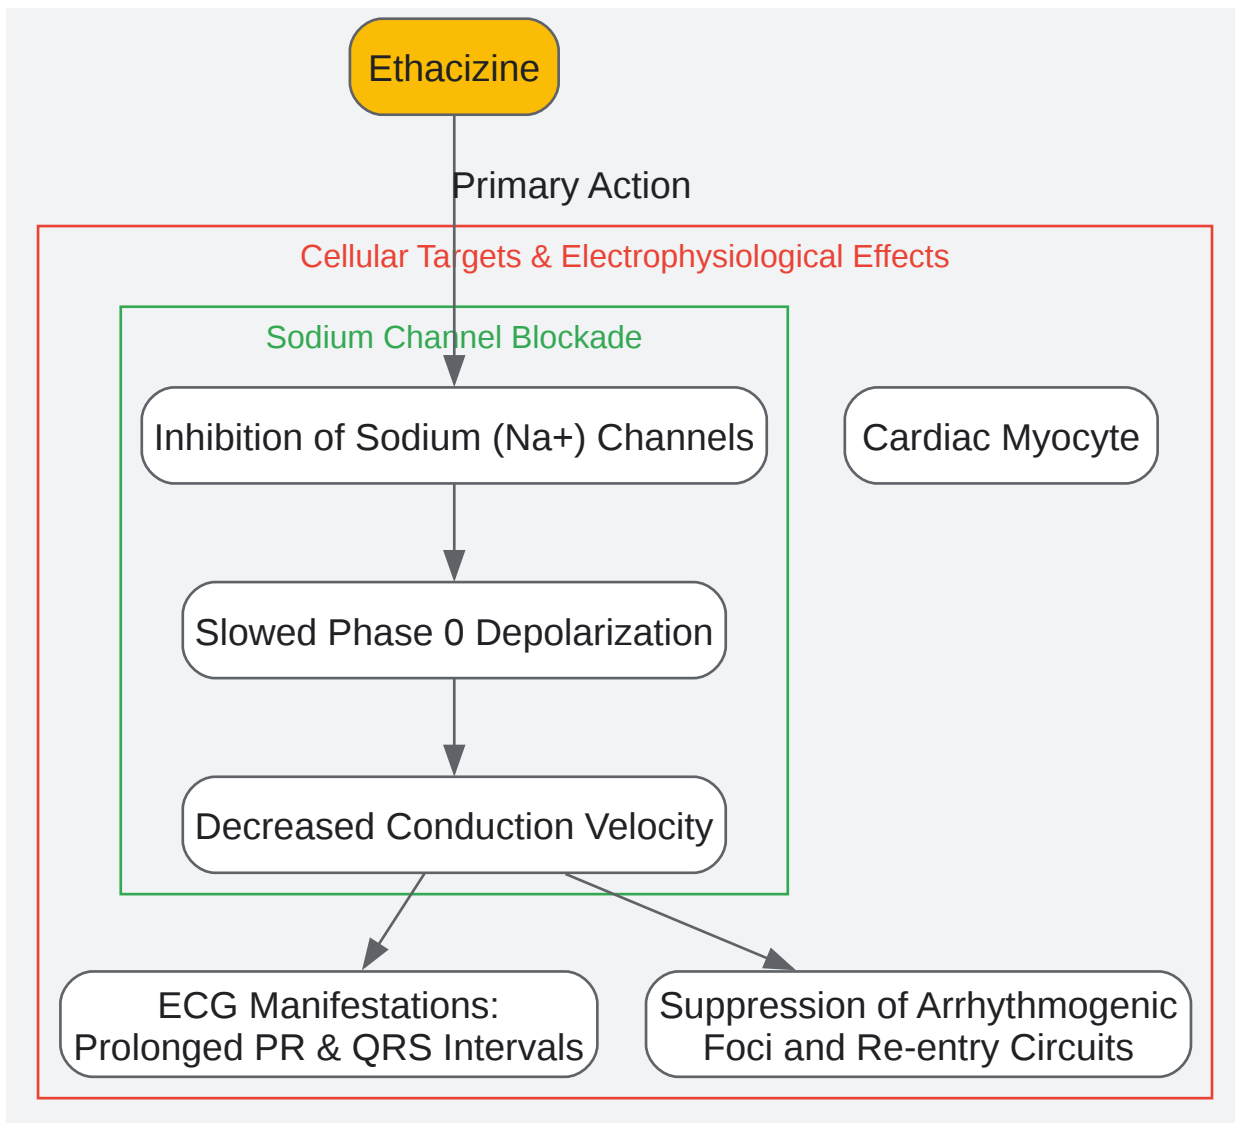 Ethacizine
Primary Action
Cellular Targets & Electrophysiological Effects
Sodium Channel Blockade
Inhibition of Sodium (Na+) Channels
Cardiac Myocyte
Slowed Phase 0 Depolarization
Decreased Conduction Velocity
ECG Manifestations:
Prolonged PR & QRS Intervals
Suppression of Arrhythmogenic
Foci and Re-entry Circuits